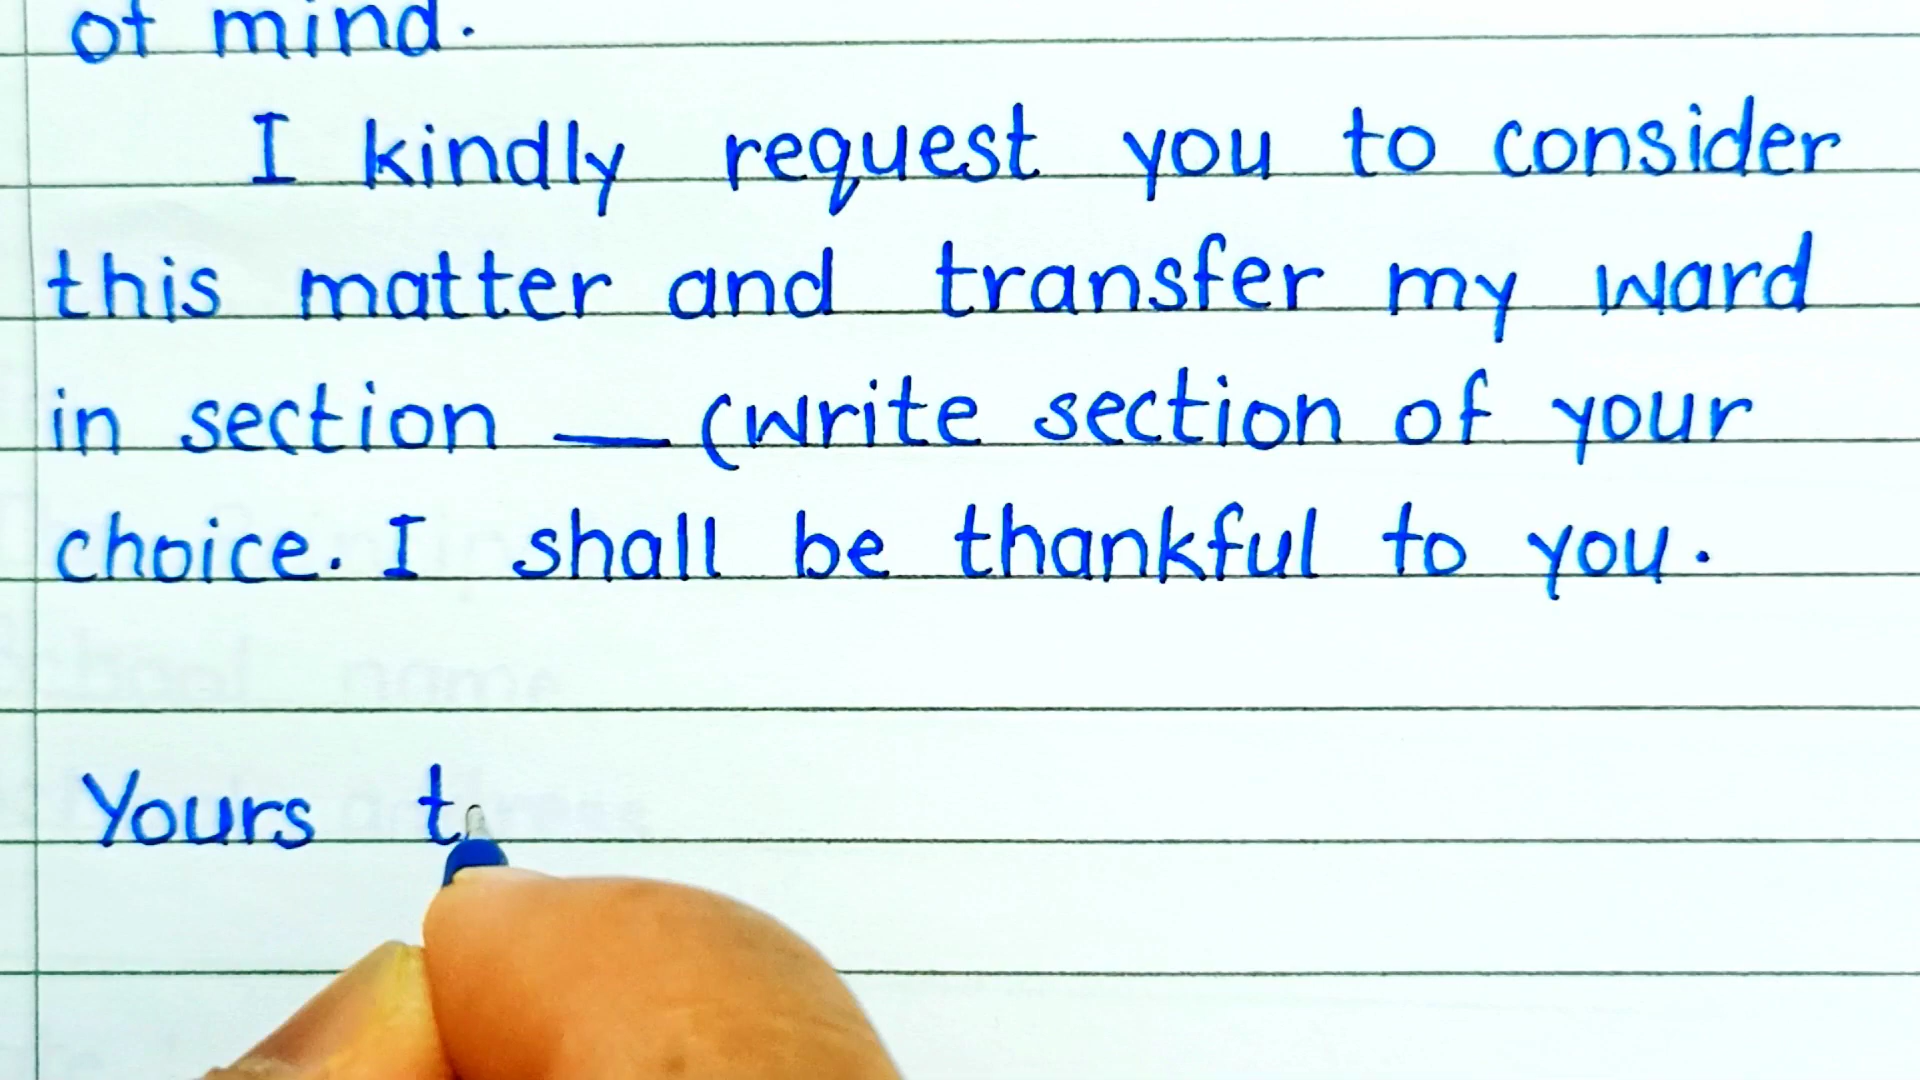 of mind.
I kindly request you to consider
this matter and transfer my ward
in section — (write section of your
choice. I shall be thankful to you.
Yours t